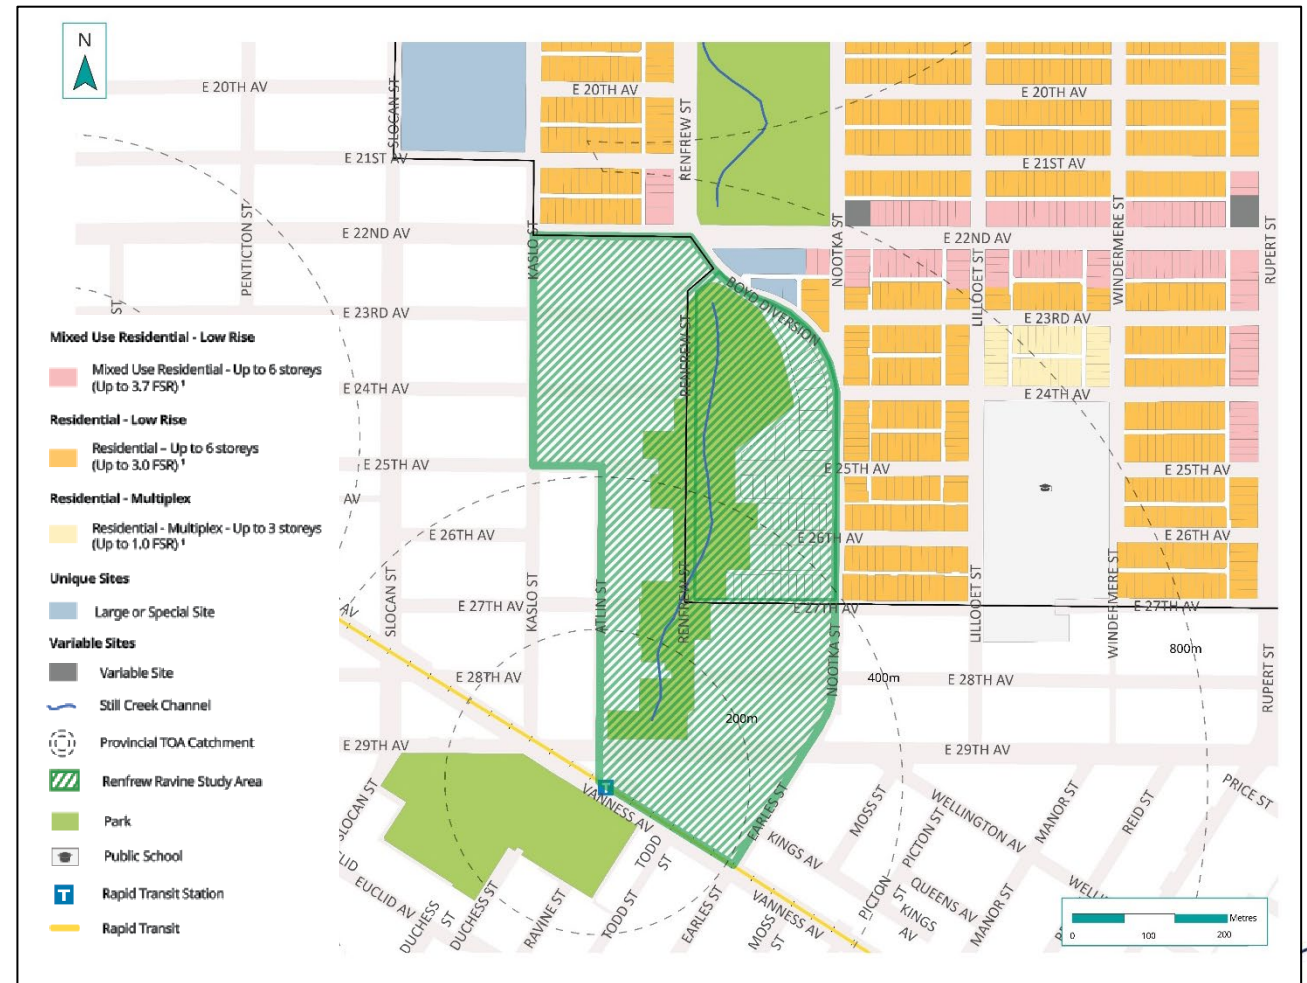 N
E 20TH AV
E 20TH AV
E 20TH AV
SLOCAN ST
RENFREW ST
E 21ST AV
E 21ST AV
PENTICTON ST
KASLO ST
NOOTKA ST
WINDERMERE ST
RUPERT ST
E 22ND AV
E 22ND AV
LILLOOET ST
ST
BOYD DIVERSION
E 23RD AV
E 23RD AV
RENFREW ST
Mixed Use Residential - Low Rise
Mixed Use Residential - Up to 6 storeys
(Up to 3.7 FSR) ¹
E 24TH AV
E 24TH AV
Residential - Low Rise
Residential – Up to 6 storeys
(Up to 3.0 FSR) ¹
E 25TH AV
E 25TH AV
E 25TH AV
Residential - Multiplex
AV
Residential - Multiplex - Up to 3 storeys
(Up to 1.0 FSR) ¹
E 26TH AV
E 26TH AV
E 26TH AV
Unique Sites
Large or Special Site
SLOCAN ST
KASLO ST
ATLIN ST
RENFREW ST
LILLOOET ST
WINDERMERE ST
AV
E 27TH AV
E 27TH AV
E 27TH AV
Variable Sites
Variable Site
NOOTKA ST
RUPERT ST
800m
E 28TH AV
400m
E 28TH AV
Still Creek Channel
200m
Provincial TOA Catchment
E 29TH AV
E 29TH AV
Renfrew Ravine Study Area
T
Park
SLOCAN ST
VANNESS AV
EARLES ST
MOSS ST
WELLINGTON AV
MANOR ST
REID ST
PRICE ST
Public School
LID
TODD
ST
KINGS AV
PICTON ST
T
Rapid Transit Station
EUCLID AV
DUCHESS
ST
DUCHESS ST
RAVINE ST
TODD ST
EARLES ST
MOSS
ST
VANNESS AV
PICTON
ST
QUEENS AV
KINGS
AV
MANOR ST
WELLI
Rapid Transit
Metres
0 100 200